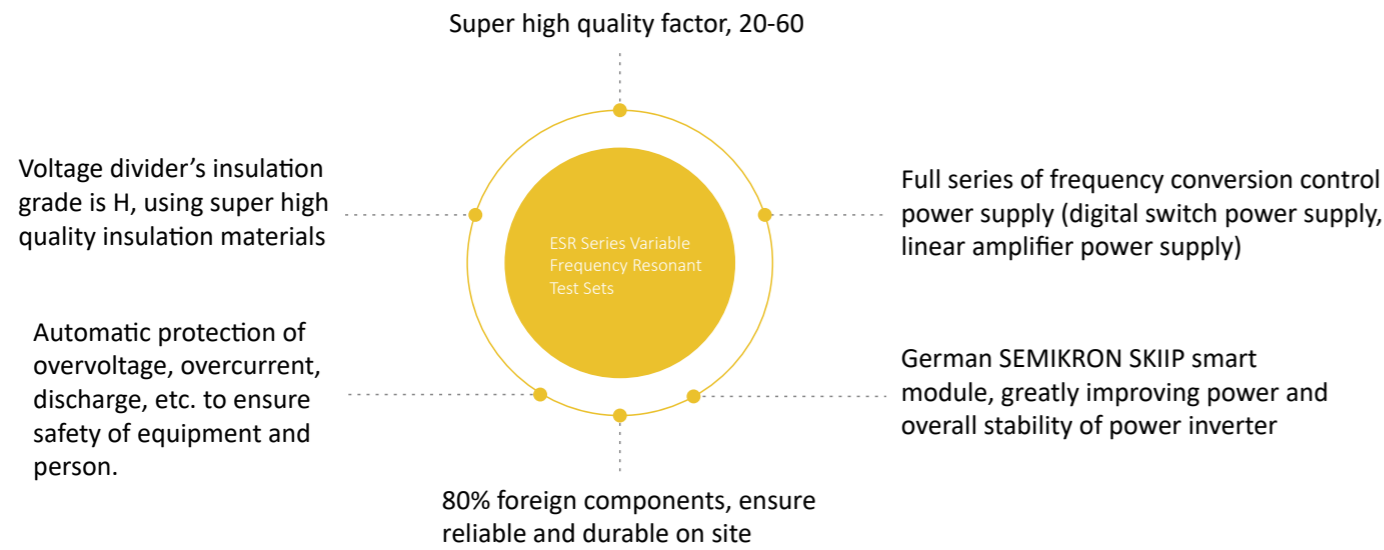 Super high quality factor, 20-60
Voltage divider’s insulation
grade is H, using super high
quality insulation materials
Full series of frequency conversion control
power supply (digital switch power supply,
linear amplifier power supply)
ESR Series Variable
Frequency Resonant
Test Sets
Automatic protection of
overvoltage, overcurrent,
discharge, etc. to ensure
safety of equipment and
person.
German SEMIKRON SKIIP smart
module, greatly improving power and
overall stability of power inverter
80% foreign components, ensure
reliable and durable on site